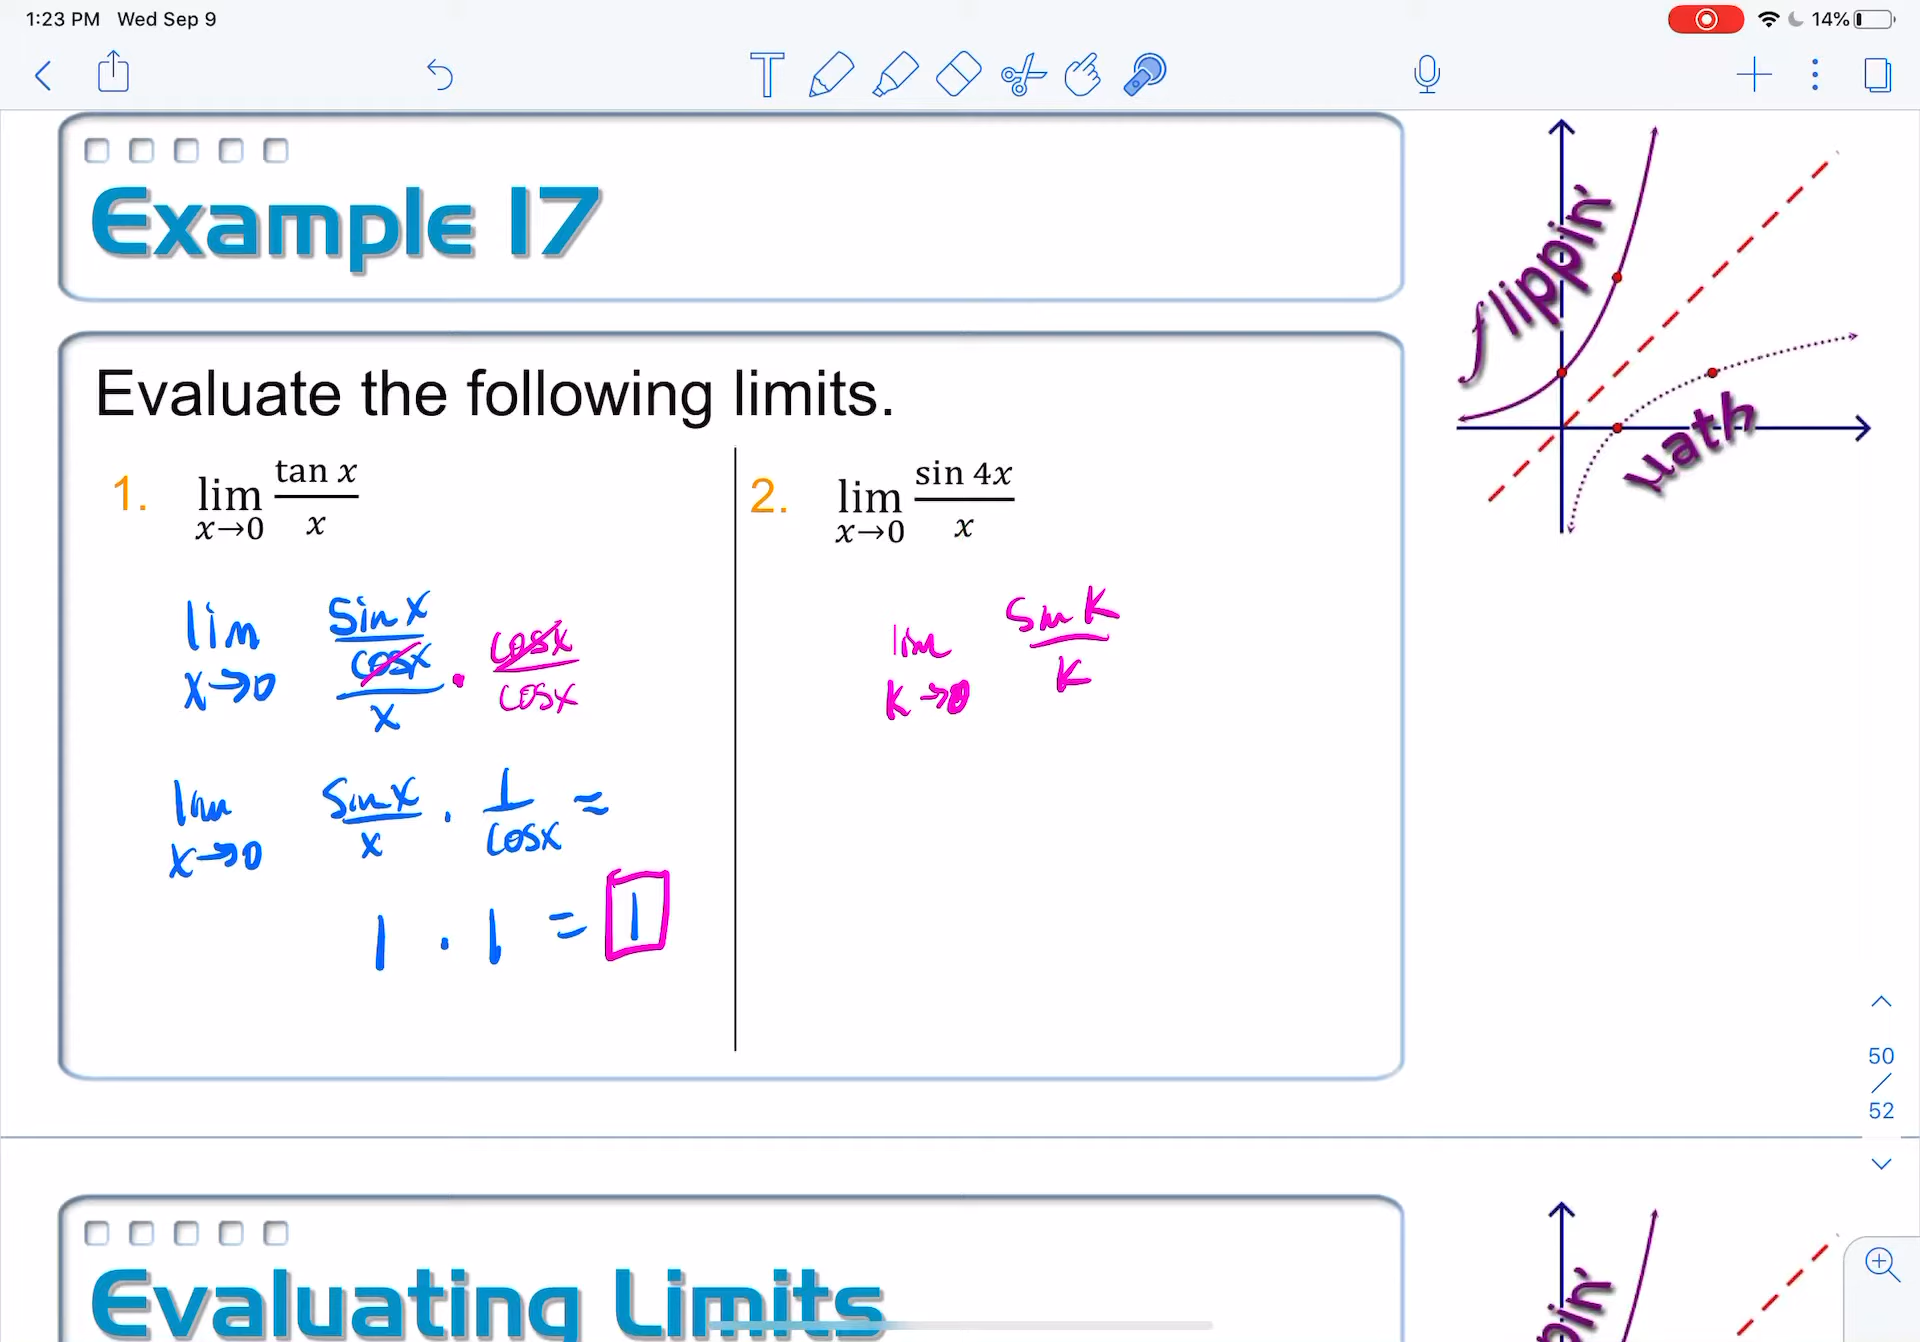 1:23 PM Wed Sep 9
14%
Example 17
flippin'
math
Evaluate the following limits.
1. lim x→0 tan x / x
2. lim x→0 sin 4x / x
lim x→0 sin x / cos x / x · cos x / cos x
lim x→0 sin x / x · 1 / cos x =
1 · 1 = 1
lim K→0 Sin K / K
50 / 52
Evaluating Limits
pin'